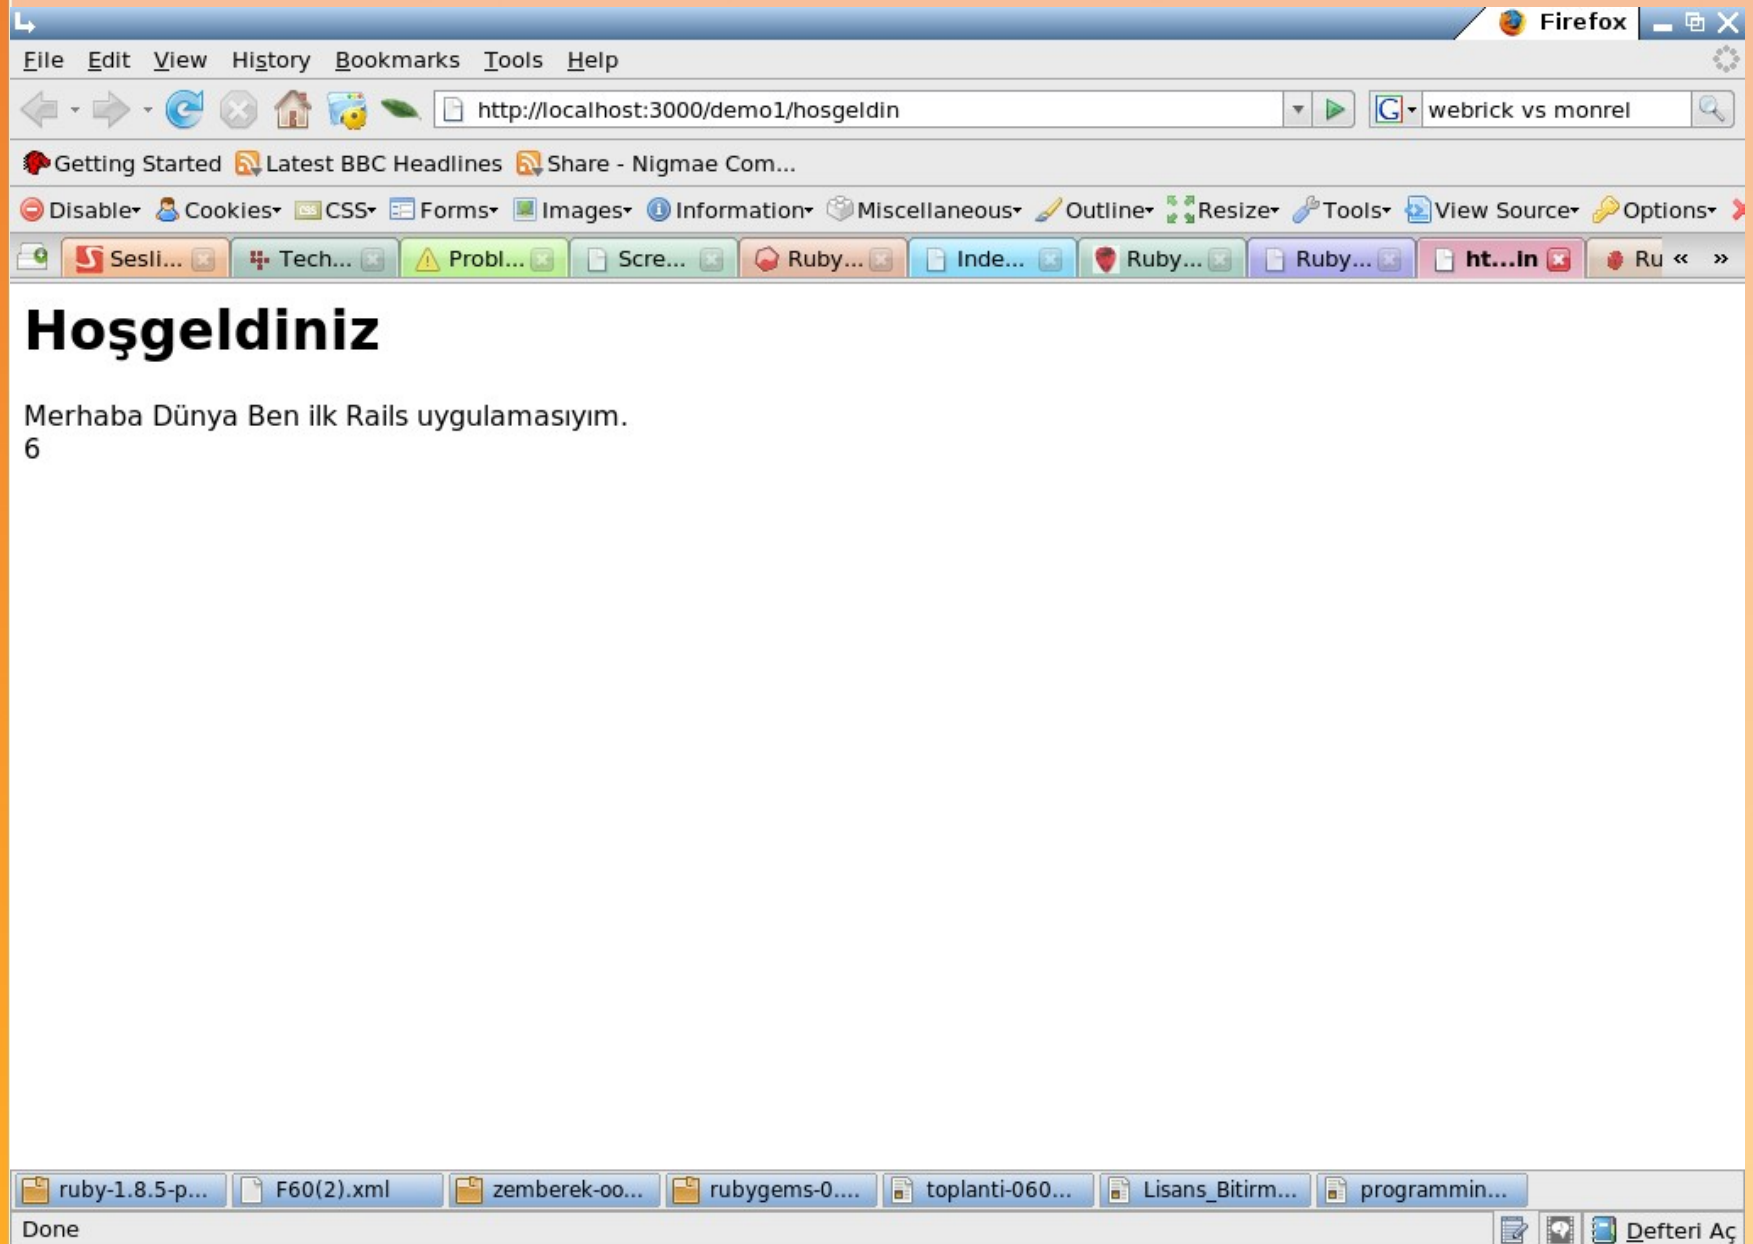 Firefox
File Edit View History Bookmarks Tools Help
http://localhost:3000/demo1/hosgeldin G webrick vs monrel
Getting Started Latest BBC Headlines Share - Nigmae Com...
Disable CSS Cookies CSS Forms Images Information Miscellaneous Outline Resize Tools View Source Options
Sesli... Tech... Probl... Scre... Ruby... Inde... Ruby... Ruby... ht...in Ru « »
Hoşgeldiniz
Merhaba Dünya Ben ilk Rails uygulamasıyım.
6
ruby-1.8.5-p... F60(2).xml zemberek-oo... rubygems-0.... toplanti-060... Lisans_Bitirm... programmin...
Done Defteri Aç